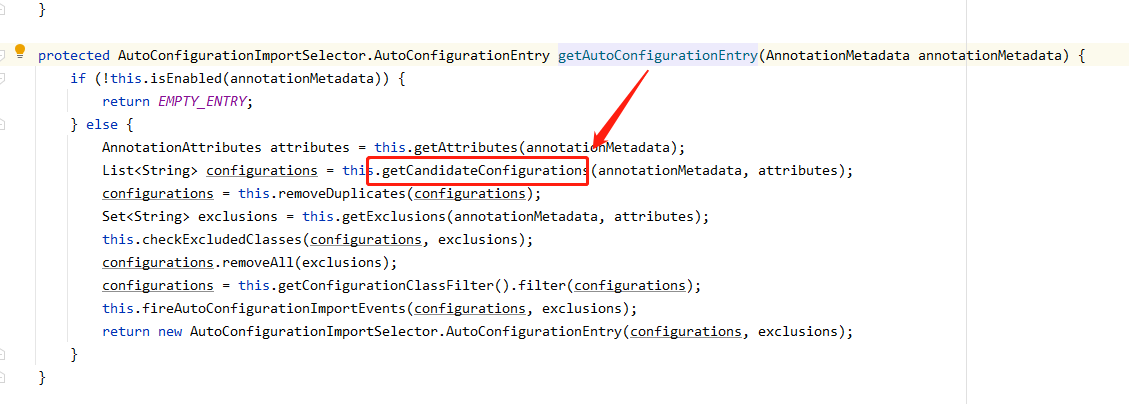 }
protected AutoConfigurationImportSelector.AutoConfigurationEntry getAutoConfigurationEntry(AnnotationMetadata annotationMetadata) {
if (!this.isEnabled(annotationMetadata)) {
return EMPTY_ENTRY;
} else {
AnnotationAttributes attributes = this.getAttributes(annotationMetadata);
List<String> configurations = this.getCandidateConfigurations(annotationMetadata, attributes);
configurations = this.removeDuplicates(configurations);
Set<String> exclusions = this.getExclusions(annotationMetadata, attributes);
this.checkExcludedClasses(configurations, exclusions);
configurations.removeAll(exclusions);
configurations = this.getConfigurationClassFilter().filter(configurations);
this.fireAutoConfigurationImportEvents(configurations, exclusions);
return new AutoConfigurationImportSelector.AutoConfigurationEntry(configurations, exclusions);
}
}